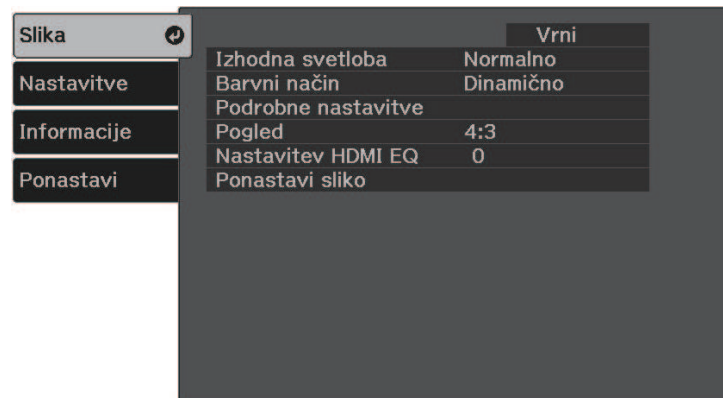 Slika
Nastavitve
Informacije
Ponastavi
Vrni
Izhodna svetloba Normalno
Barvni način Dinamično
Podrobne nastavitve
Pogled 4:3
Nastavitev HDMI EQ 0
Ponastavi sliko